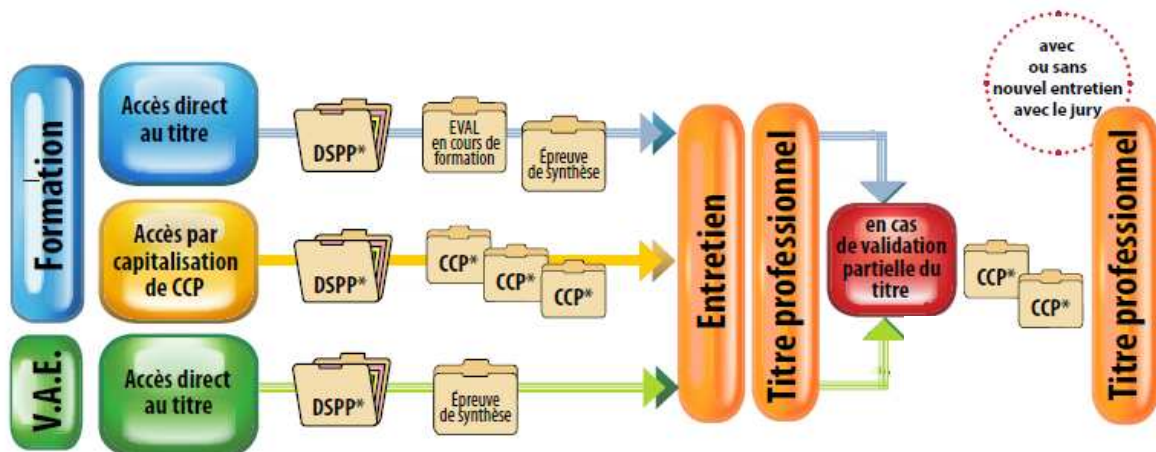 Formation
Accès direct
au titre
DSPP*
EVAL
en cours de
formation
Épreuve
de synthèse
Accès par
capitalisation
de CCP
DSPP*
CCP*
CCP*
CCP*
V.A.E.
Accès direct
au titre
DSPP*
Épreuve
de synthèse
Entretien
Titre professionnel
en cas
de validation
partielle du
titre
CCP*
CCP*
avec
ou sans
nouvel entretien
avec le jury
Titre professionnel